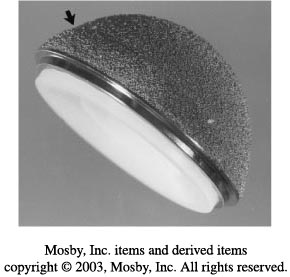 Mosby, Inc. items and derived items
copyright © 2003, Mosby, Inc. All rights reserved.